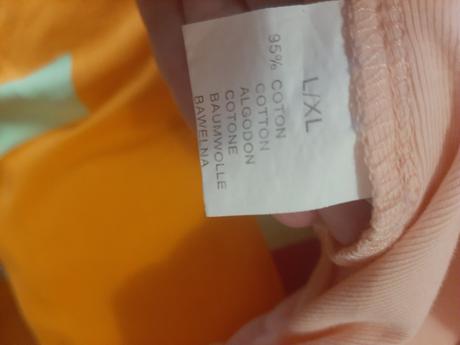 L/XL
95% COTON
COTTON
ALGODON
COTONE
BAUMWOLLE
BAWELNA